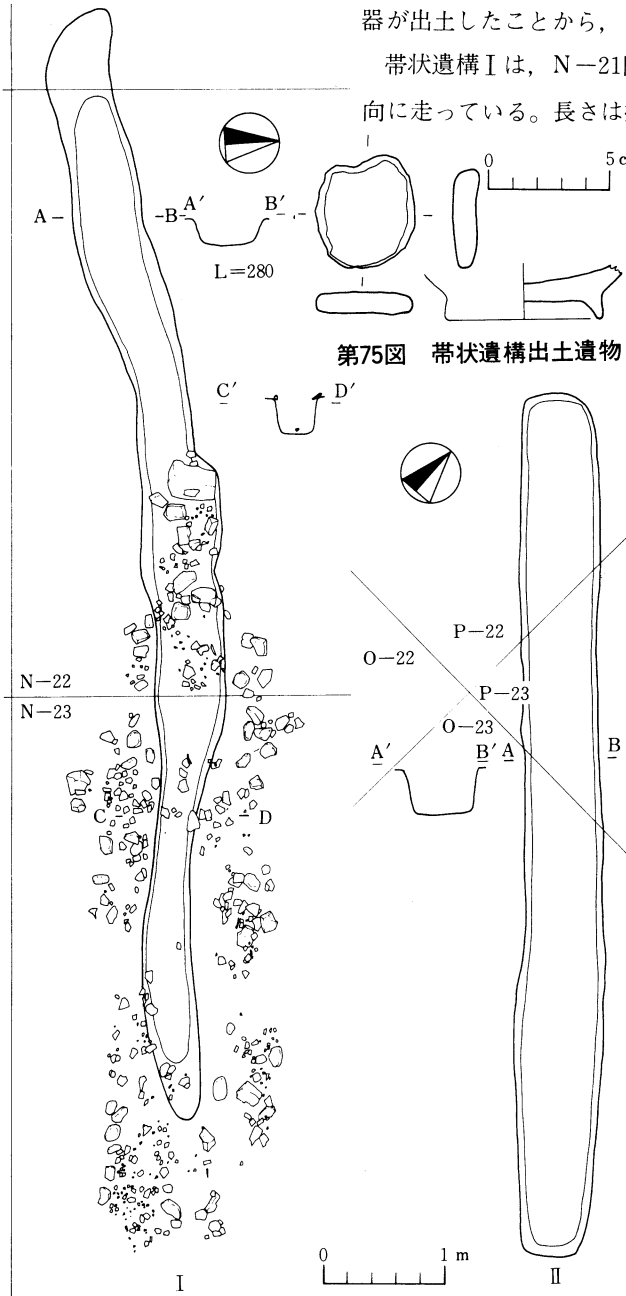 器が出土したことから，
帯状遺構Ⅰは，N－21
向に走っている。長さは
0 5 c
A － －B－ A′ B′
L＝280
第75図　帯状遺構出土遺物
C′ D′
P－22
O－22
N－22
P－23
N－23
O－23
A′ B′ A B
C D
0 1 m
Ⅰ Ⅱ